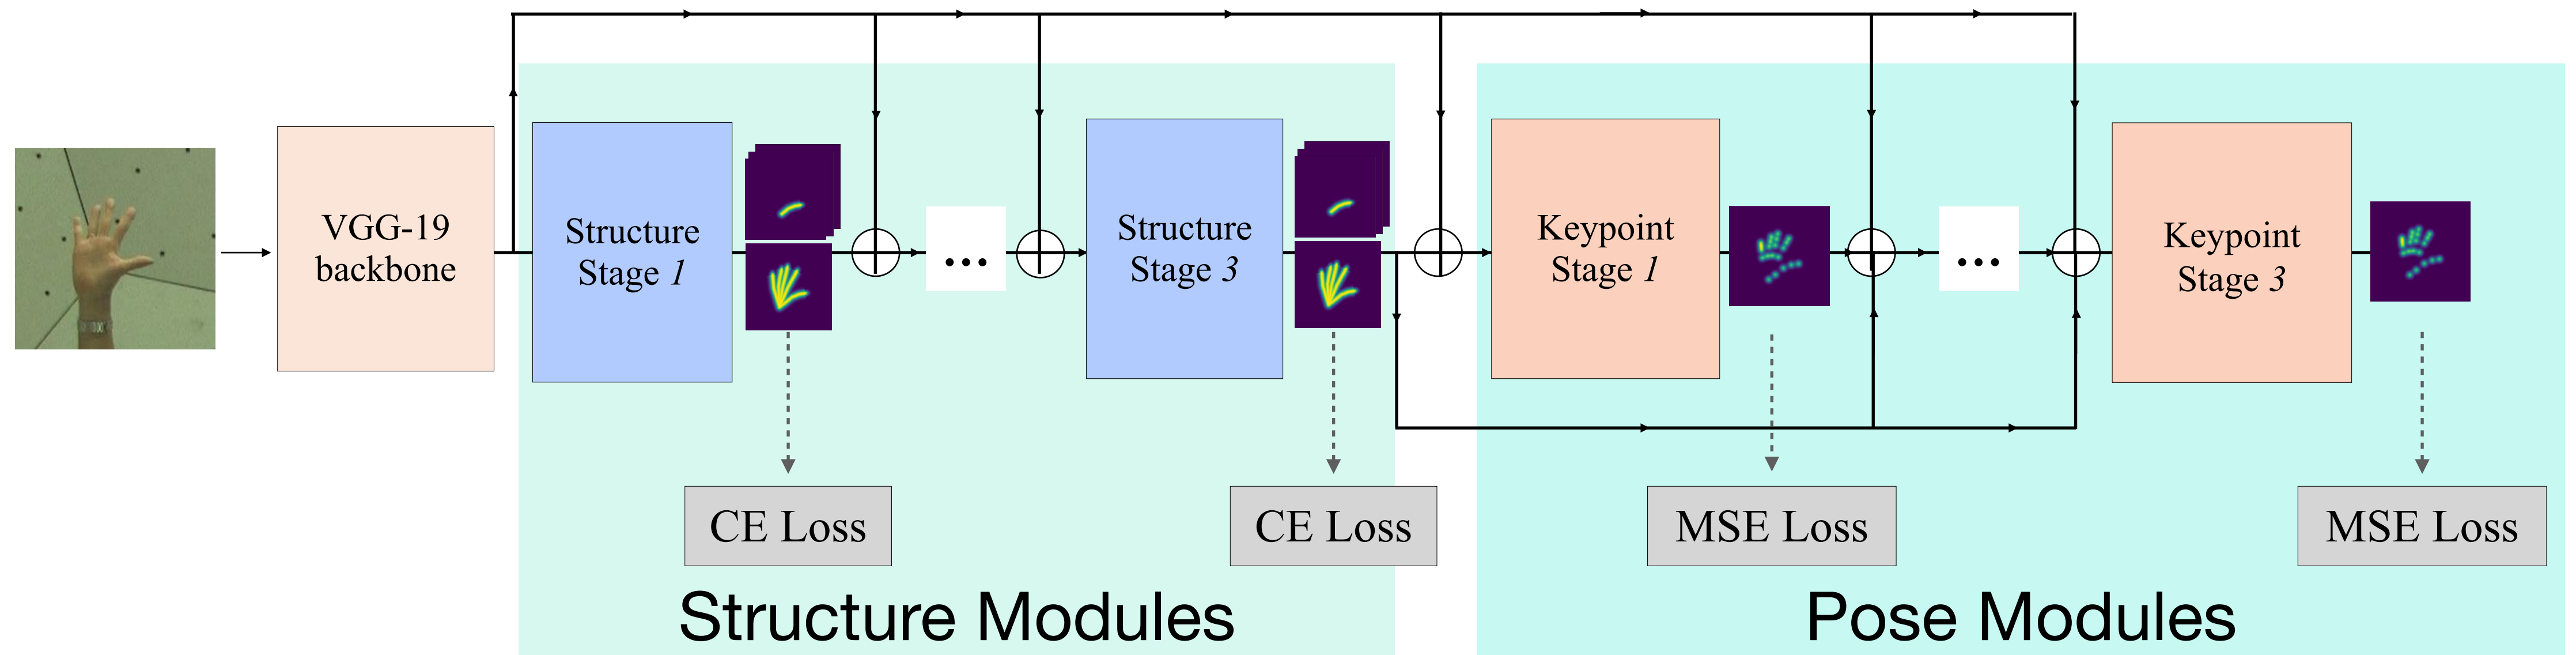 VGG-19
backbone
Structure
Stage 1
...
Structure
Stage 3
Keypoint
Stage 1
...
Keypoint
Stage 3
CE Loss
CE Loss
MSE Loss
MSE Loss
Structure Modules
Pose Modules